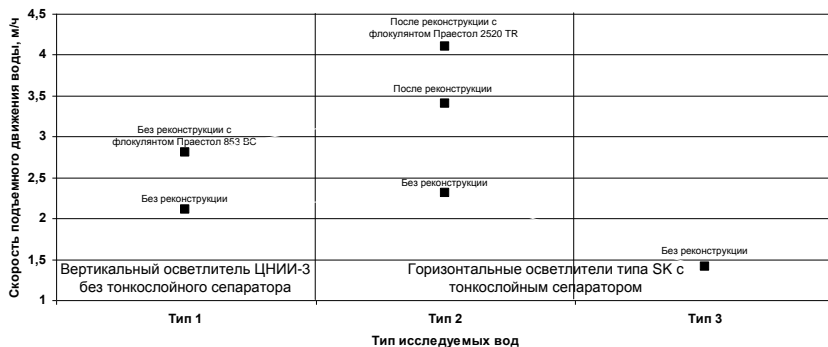 Скорость подъемного движения воды, м/ч
4,5
4
3,5
3
2,5
2
1,5
1
После реконструкции с
флокулянтом Праестол 2520 TR
После реконструкции
Без реконструкции с
флокулянтом Праестол 853 BC
Без реконструкции
Без реконструкции
Без реконструкции
Вертикальный осветлитель ЦНИИ-3
без тонкослойного сепаратора
Горизонтальные осветлители типа SK с
тонкослойным сепаратором
Тип 1
Тип 2
Тип 3
Тип исследуемых вод